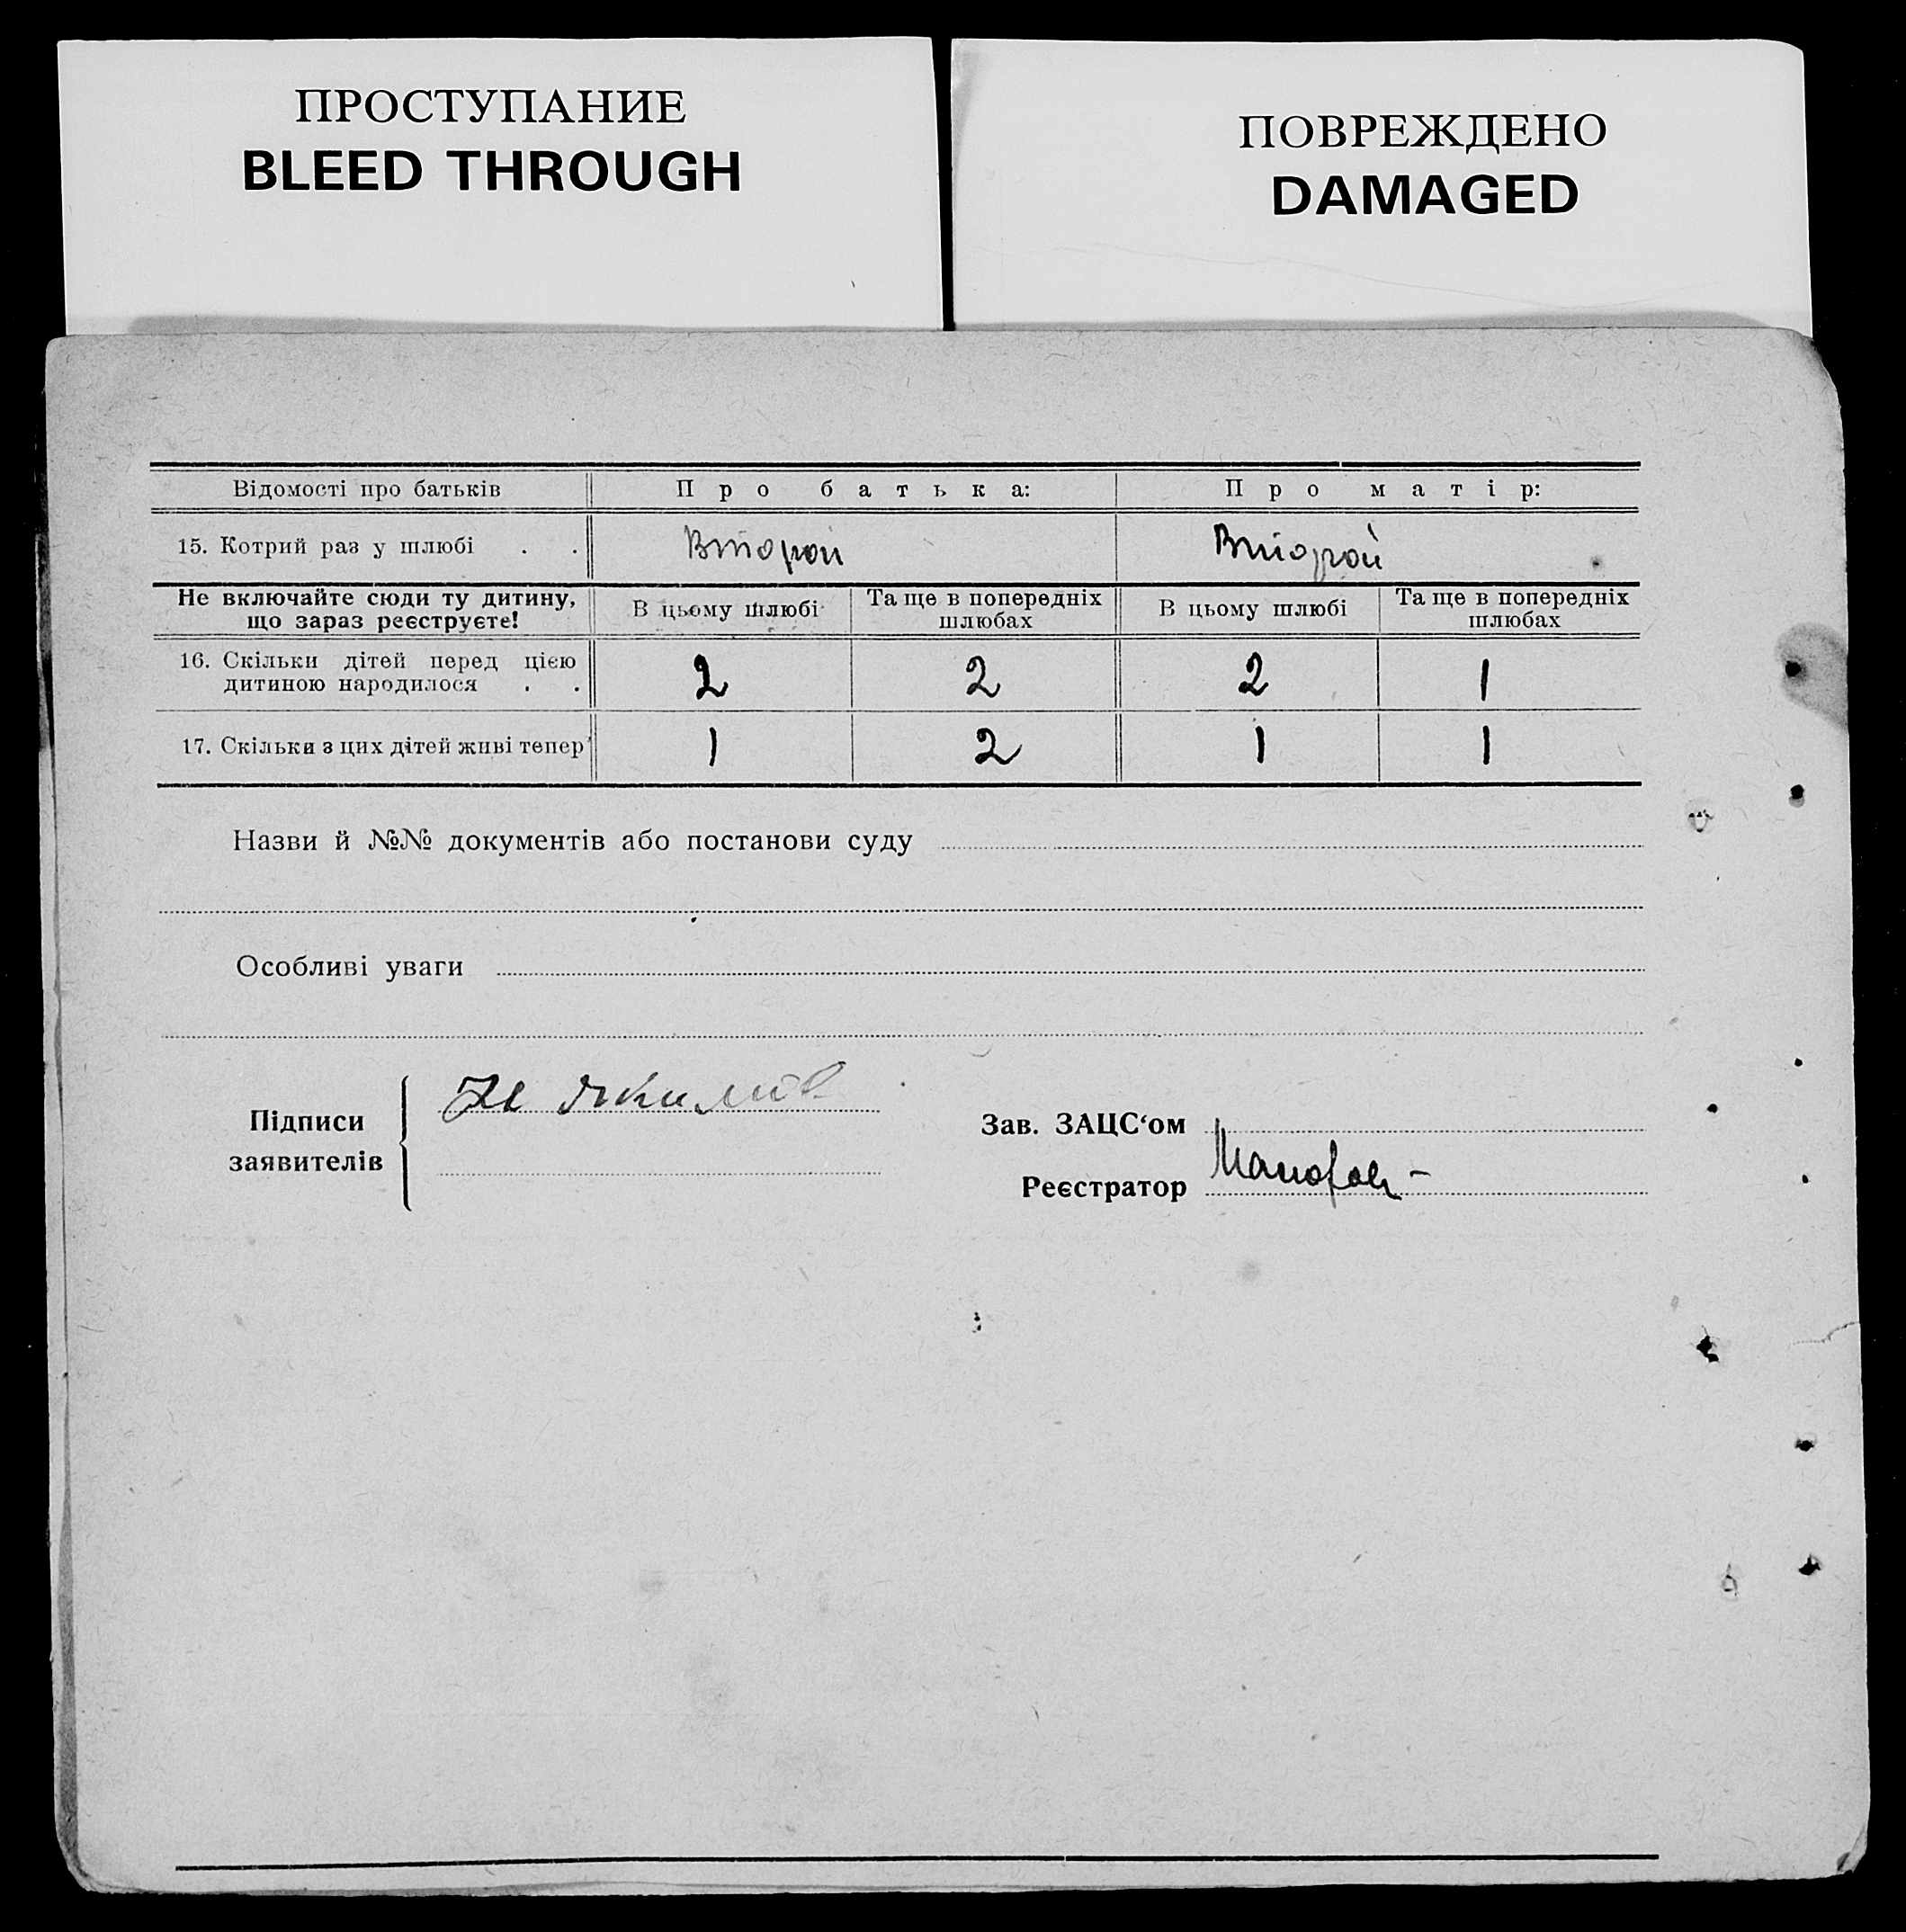 ПРОСТУПАНИЕ
BLEED THROUGH
ПОВРЕЖДЕНО
DAMAGED
Відомості про батьків Про батька: Про матір:
15. Котрий раз у шлюбі . . Второй Второй
Не включайте сюди ту дитину, що зараз реєструєте! В цьому шлюбі Та ще в попередніх шлюбах В цьому шлюбі Та ще в попередніх шлюбах
16. Скільки дітей перед цією
дитиною народилося . . 2 2 2 1
17. Скільки з цих дітей живі тепер 1 2 1 1
Назви й №№ документів або постанови суду
Особливі уваги
Підписи
заявителів
Зав. ЗАЦС‘ом
Реєстратор